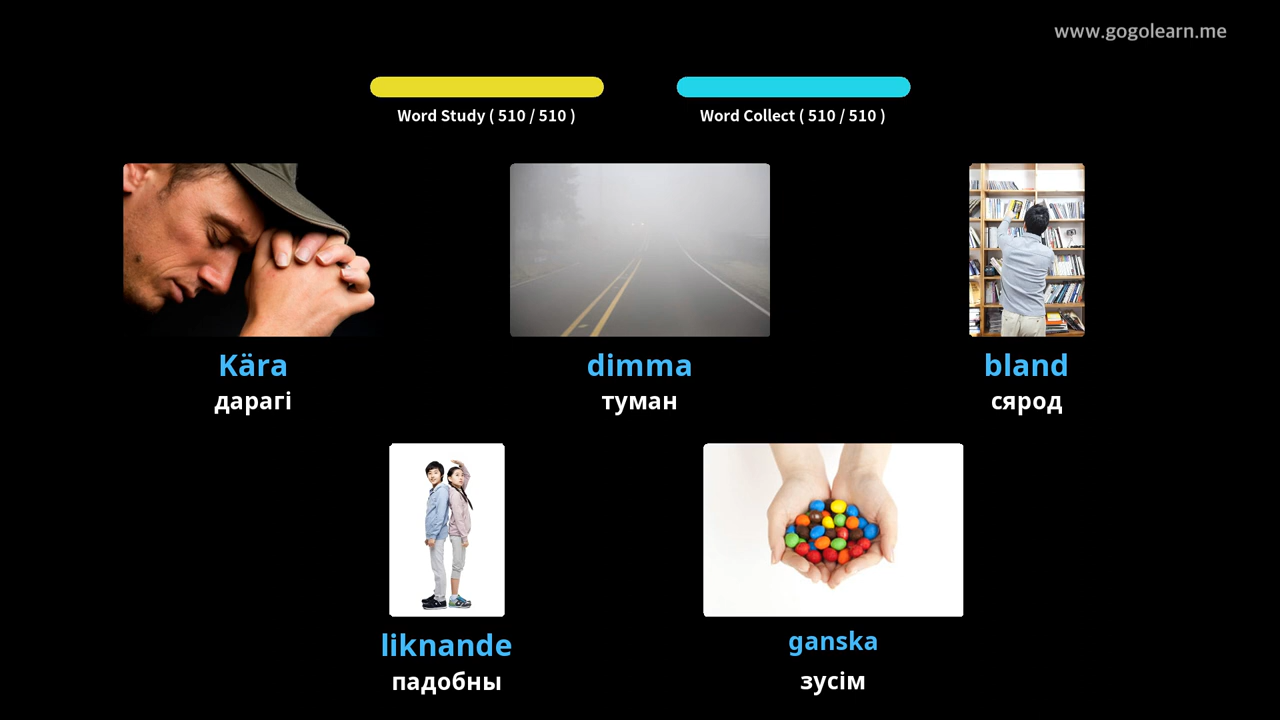 www.gogolearn.me
Word Study ( 510 / 510 )
Word Collect ( 510 / 510 )
Kära
дарагі
dimma
туман
bland
сярод
liknande
падобны
ganska
зусім